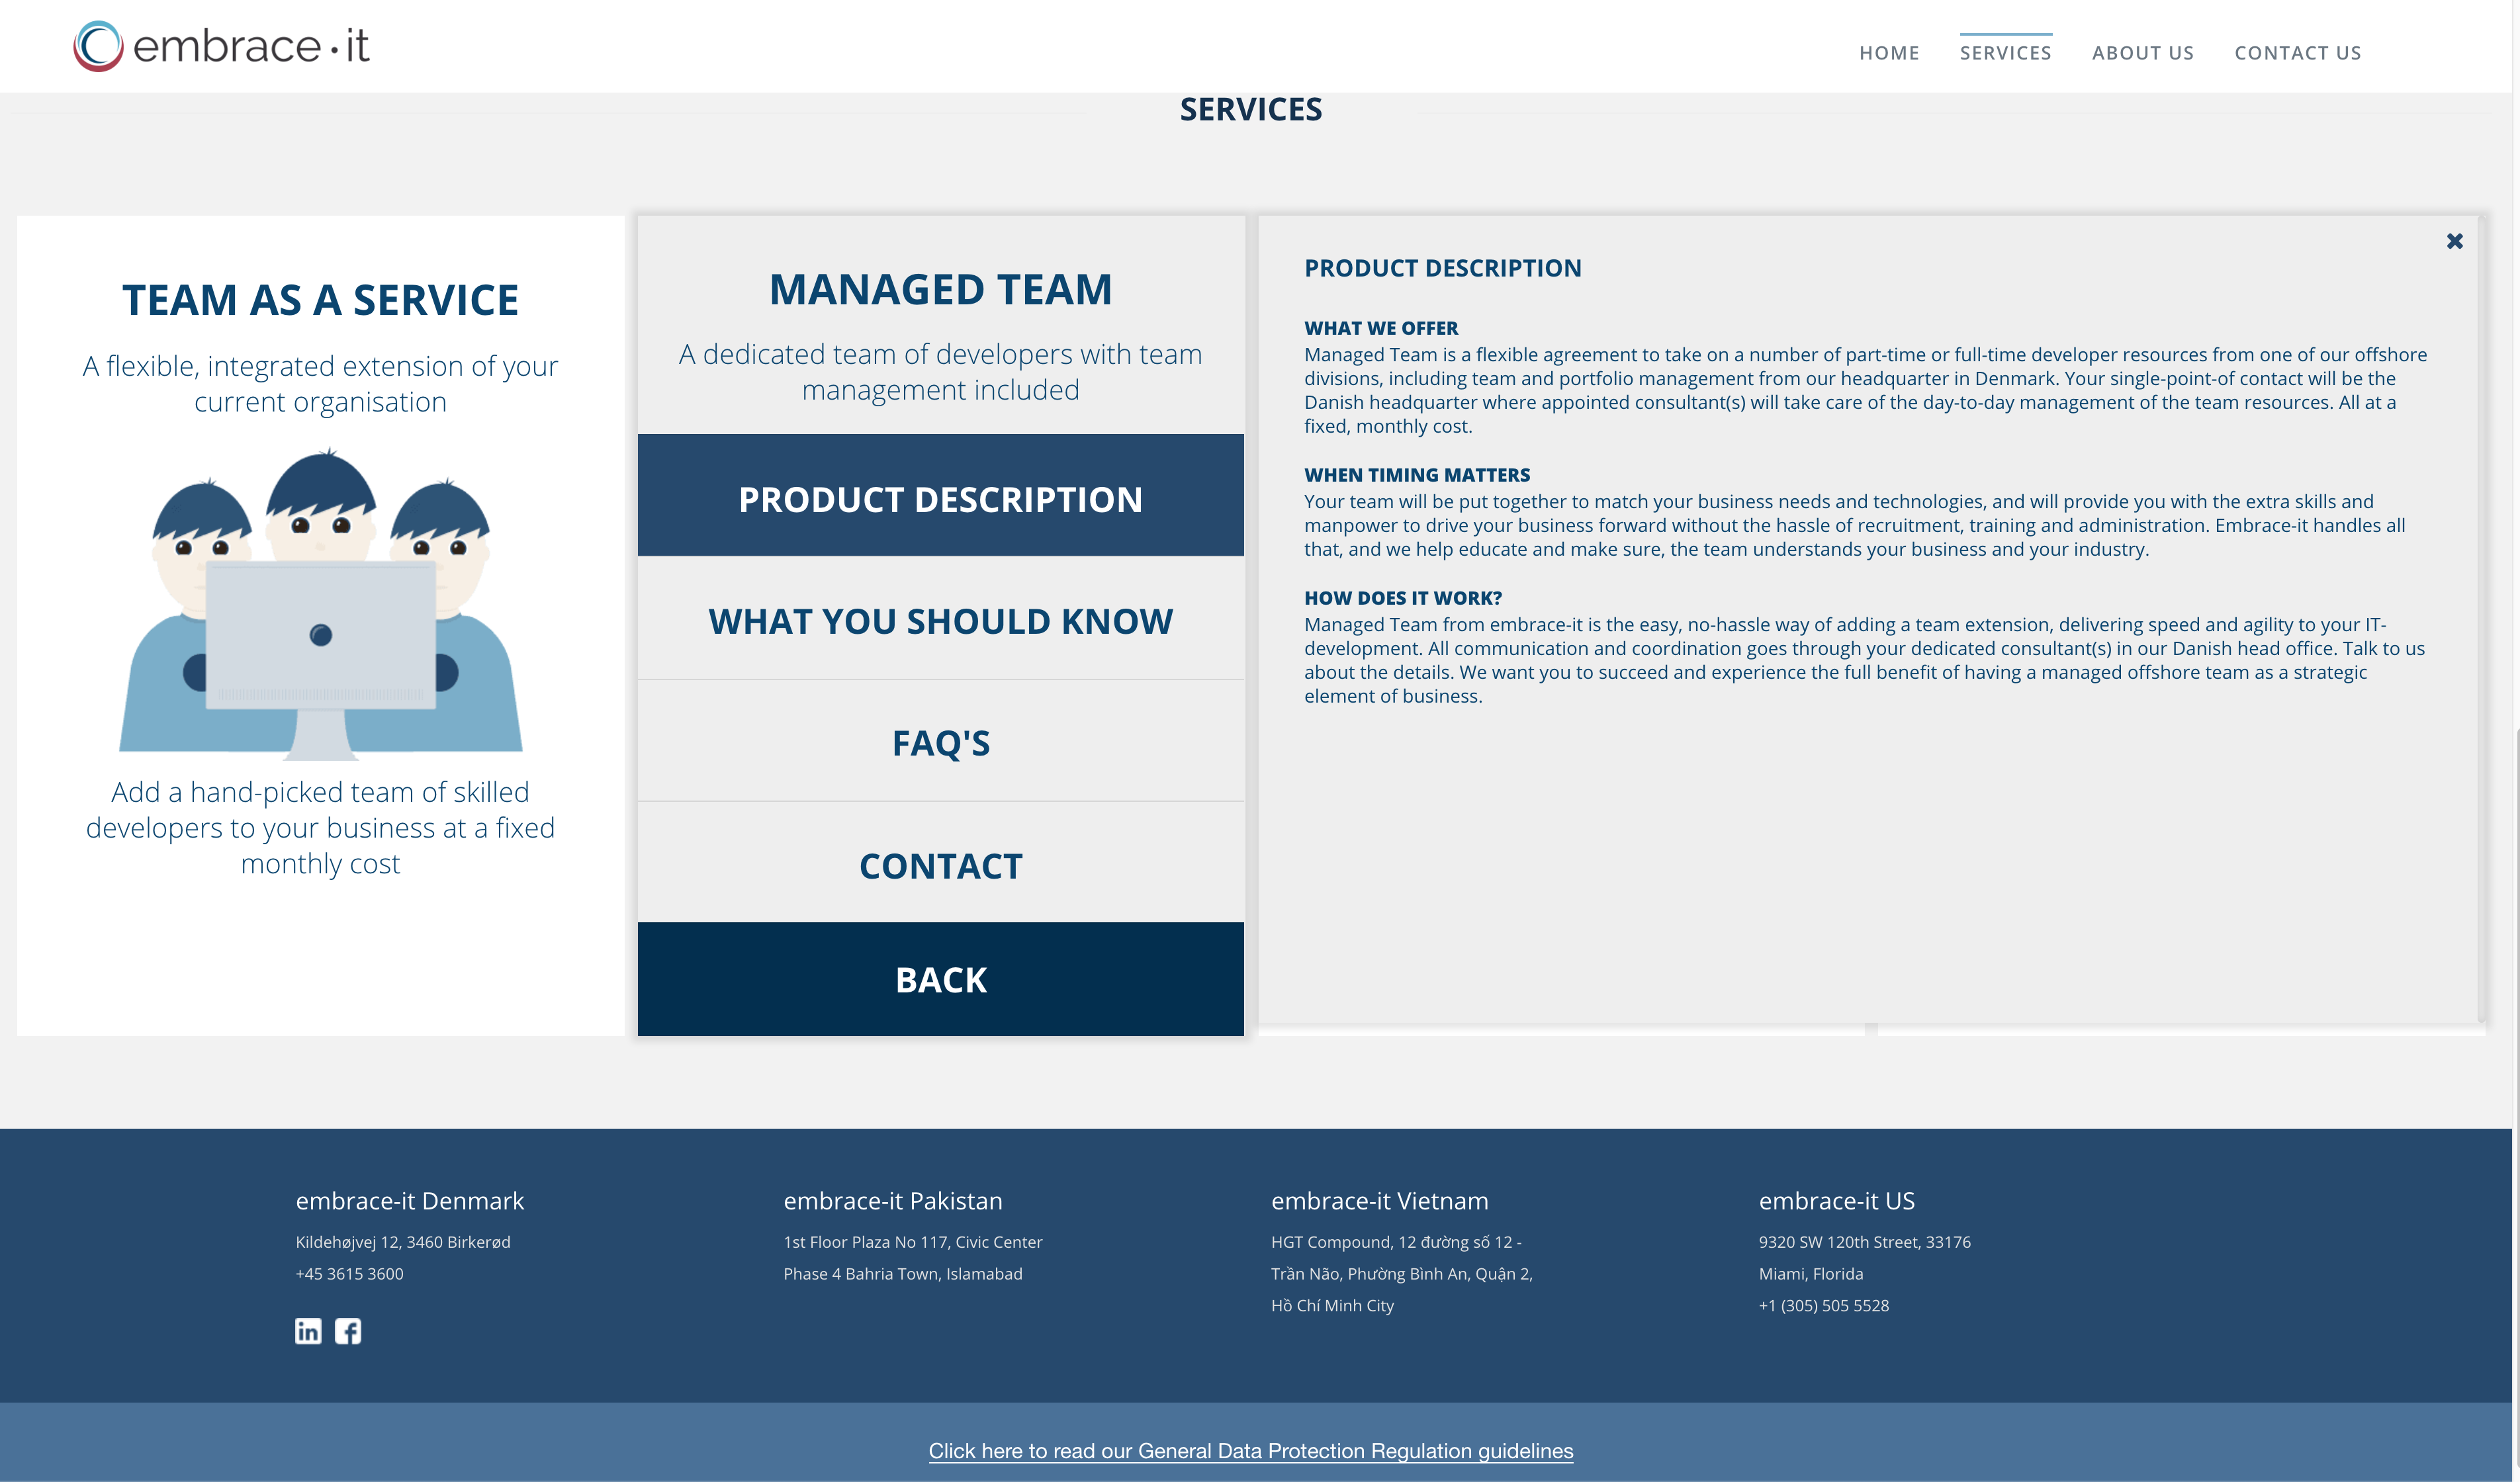 embrace·it
HOME
SERVICES
ABOUT US
CONTACT US
SERVICES
TEAM AS A SERVICE
A flexible, integrated extension of your
current organisation
Add a hand-picked team of skilled
developers to your business at a fixed
monthly cost
MANAGED TEAM
A dedicated team of developers with team
management included
PRODUCT DESCRIPTION
WHAT YOU SHOULD KNOW
FAQ'S
CONTACT
BACK
PRODUCT DESCRIPTION
WHAT WE OFFER
Managed Team is a flexible agreement to take on a number of part-time or full-time developer resources from one of our offshore
divisions, including team and portfolio management from our headquarter in Denmark. Your single-point-of contact will be the
Danish headquarter where appointed consultant(s) will take care of the day-to-day management of the team resources. All at a
fixed, monthly cost.
WHEN TIMING MATTERS
Your team will be put together to match your business needs and technologies, and will provide you with the extra skills and
manpower to drive your business forward without the hassle of recruitment, training and administration. Embrace-it handles all
that, and we help educate and make sure, the team understands your business and your industry.
HOW DOES IT WORK?
Managed Team from embrace-it is the easy, no-hassle way of adding a team extension, delivering speed and agility to your IT-
development. All communication and coordination goes through your dedicated consultant(s) in our Danish head office. Talk to us
about the details. We want you to succeed and experience the full benefit of having a managed offshore team as a strategic
element of business.
embrace-it Denmark
Kildehøjvej 12, 3460 Birkerød
+45 3615 3600
embrace-it Pakistan
1st Floor Plaza No 117, Civic Center
Phase 4 Bahria Town, Islamabad
embrace-it Vietnam
HGT Compound, 12 đường số 12 -
Trần Não, Phường Bình An, Quận 2,
Hồ Chí Minh City
embrace-it US
9320 SW 120th Street, 33176
Miami, Florida
+1 (305) 505 5528
Click here to read our General Data Protection Regulation guidelines